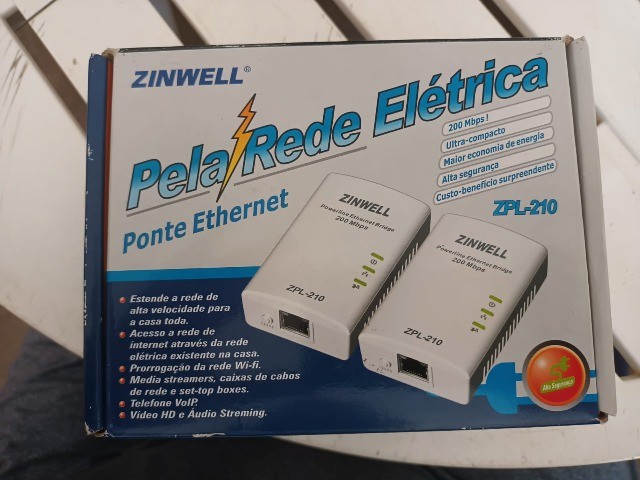 ZINWELL®
Pela Rede Elétrica
Ponte Ethernet
200 Mbps !
Ultra-compacto
Maior economia de energia
Alta segurança
Custo-benefício surpreendente
ZPL-210
ZINWELL
Powerline Ethernet Bridge
200 Mbps
ZPL-210
ZINWELL
Powerline Ethernet Bridge
200 Mbps
ZPL-210
Estende a rede de
alta velocidade para
a casa toda.
Acesso a rede de
internet através da rede
elétrica existente na casa.
Prorrogação da rede Wi-fi.
Media streamers, caixas de cabos
de rede e set-top boxes.
Telefone VoIP.
Vídeo HD e Áudio Streming.
Alta Segurança